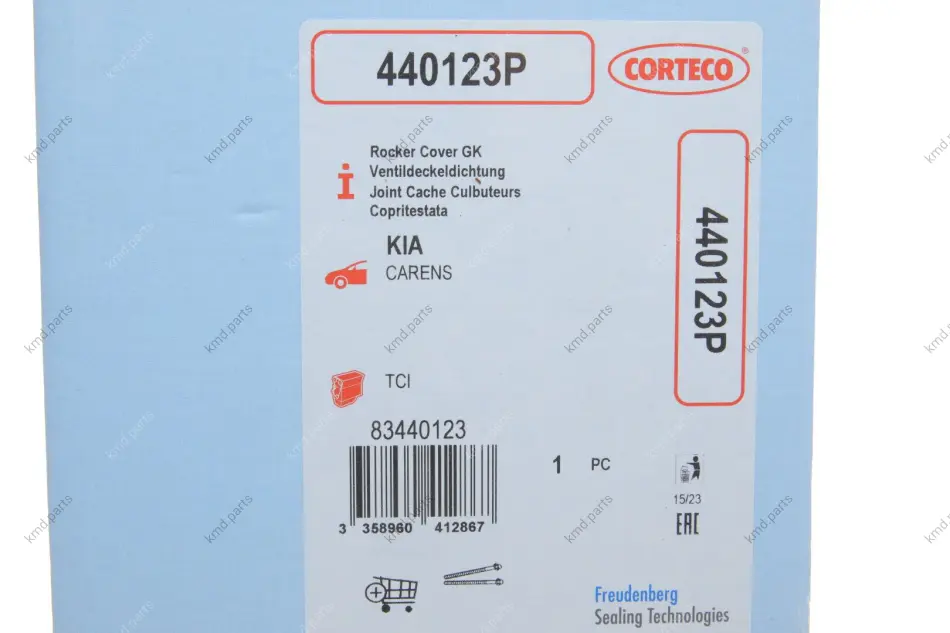 440123P
CORTECO
®
Rocker Cover GK
Ventildeckeldichtung
Joint Cache Culbuteurs
Copritestata
KIA
CARENS
440123P
TCI
83440123
1 PC
3 358960 412867
15/23
EAC
Freudenberg
Sealing Technologies
kmd.parts